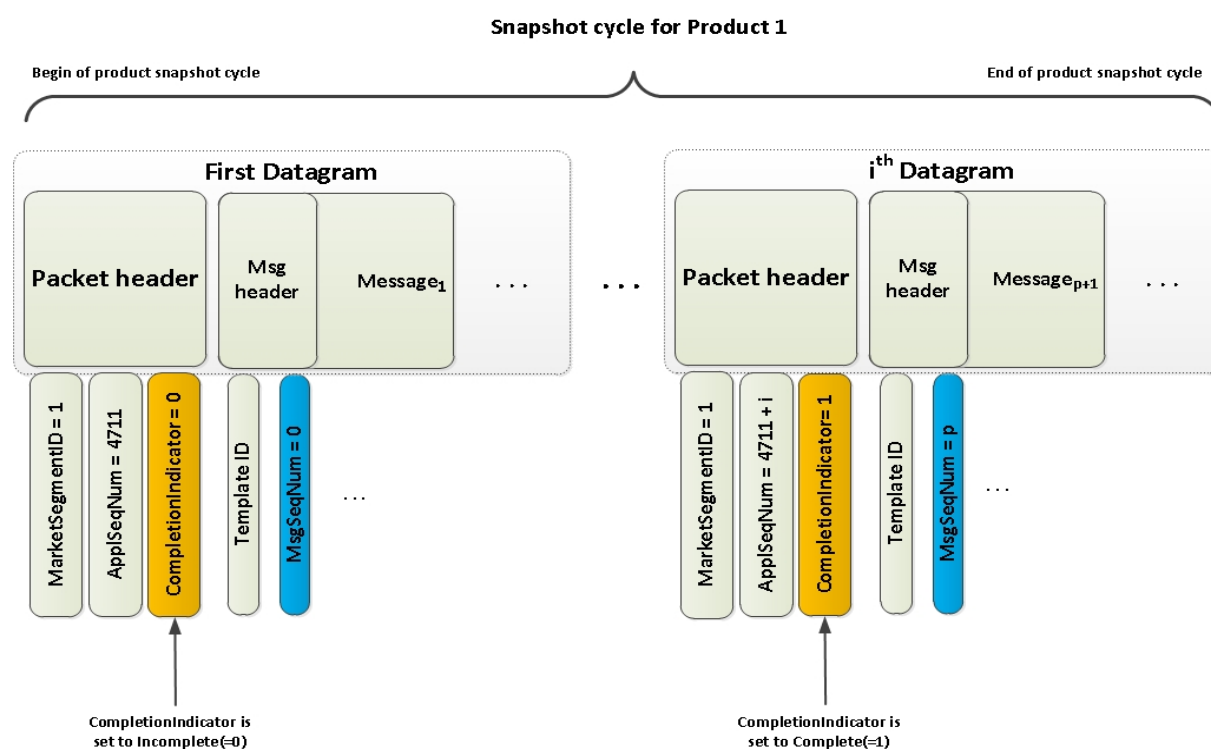 Snapshot cycle for Product 1
Begin of product snapshot cycle
End of product snapshot cycle
First Datagram
Packet header
Msg
header
Message1
. . .
. . .
ith Datagram
Packet header
Msg
header
Messagep+1
. . .
MarketSegmentID = 1
ApplSeqNum = 4711
CompletionIndicator = 0
Template ID
MsgSeqNum = 0
...
MarketSegmentID = 1
ApplSeqNum = 4711 + i
CompletionIndicator= 1
Template ID
MsgSeqNum = p
...
CompletionIndicator is
set to Incomplete(=0)
CompletionIndicator is
set to Complete(=1)